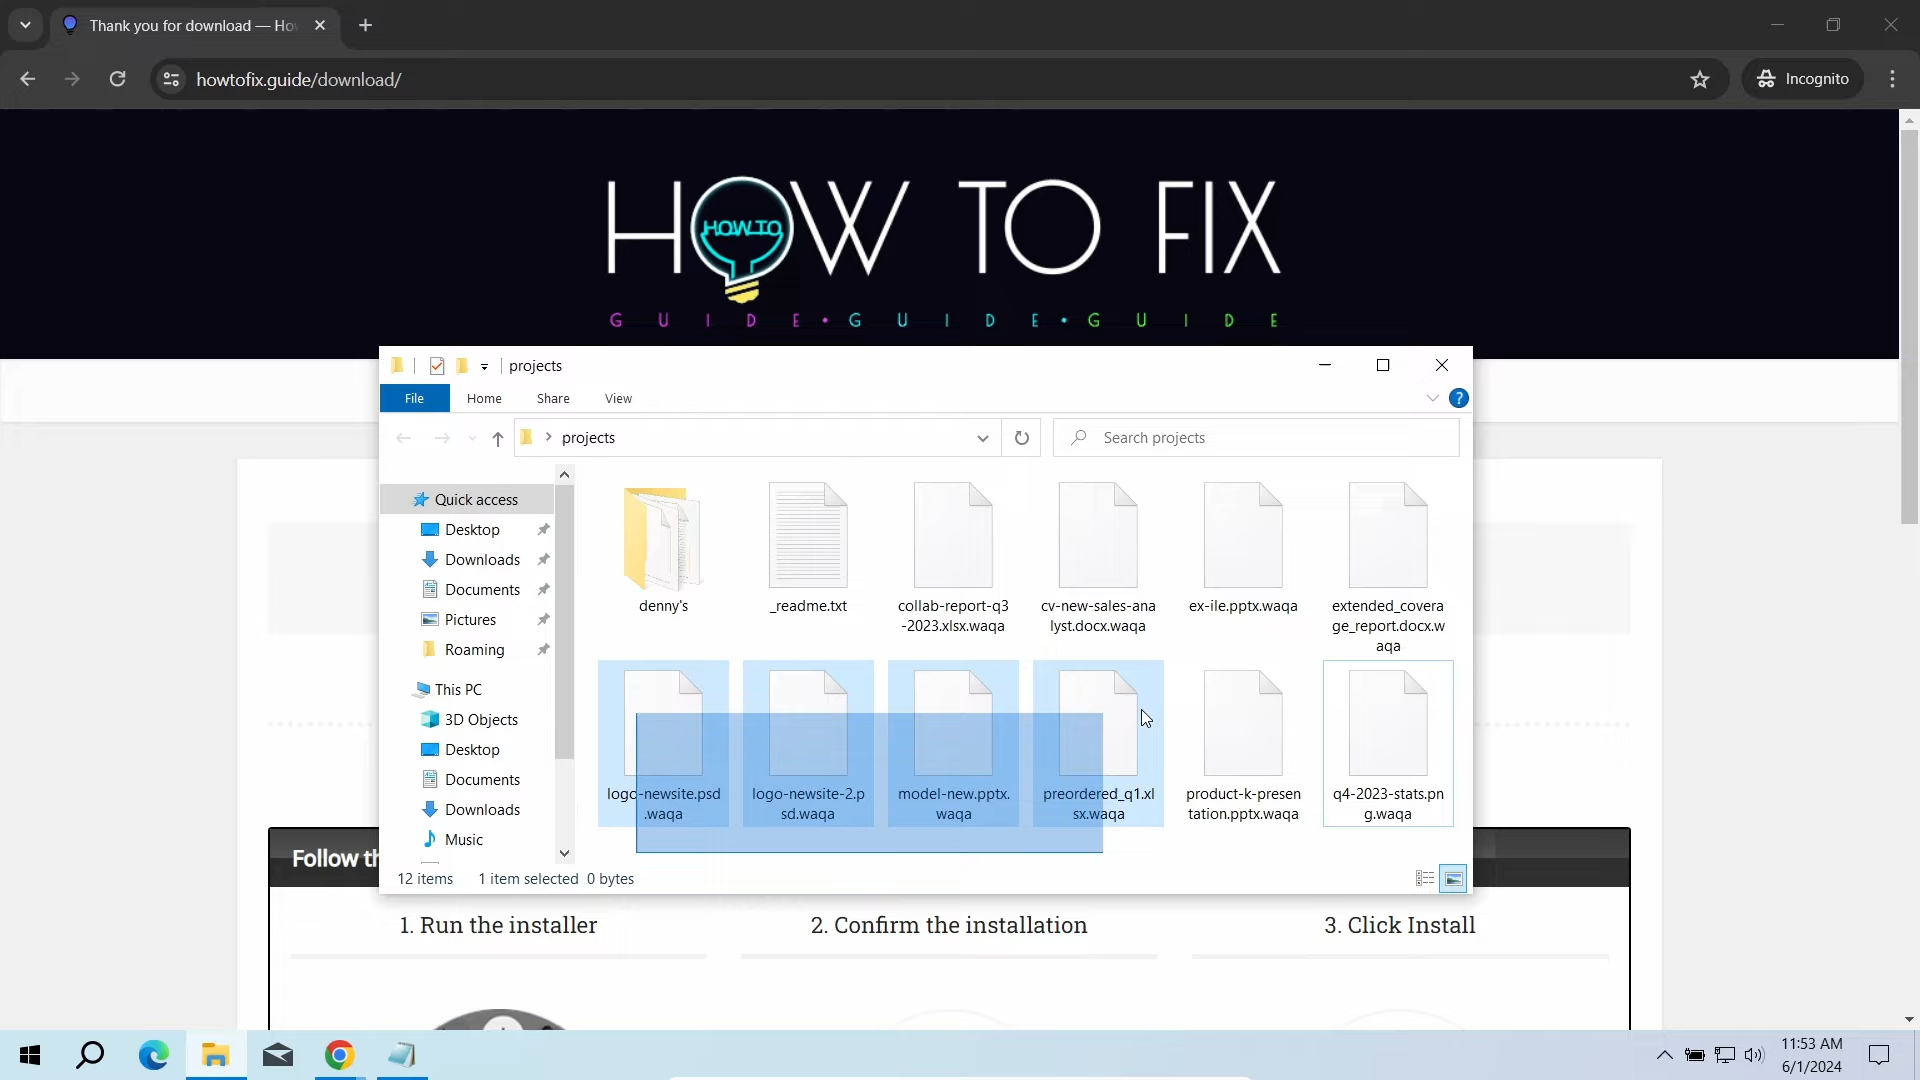 Thank you for download — Ho
howtofix.guide/download/
Incognito
HOW TO FIX
HOW TO
GUIDE•GUIDE•GUIDE
projects
File Home Share View
projects
Search projects
Quick access
Desktop
Downloads
Documents
Pictures
Roaming
This PC
3D Objects
Desktop
Documents
Downloads
Music
denny's
_readme.txt
collab-report-q3
-2023.xlsx.waqa
cv-new-sales-ana
lyst.docx.waqa
ex-ile.pptx.waqa
extended_covera
ge_report.docx.w
aqa
logo-newsite.psd
.waqa
logo-newsite-2.p
sd.waqa
model-new.pptx.
waqa
preordered_q1.xl
sx.waqa
product-k-presen
tation.pptx.waqa
q4-2023-stats.pn
g.waqa
12 items 1 item selected 0 bytes
Follow th
1. Run the installer
2. Confirm the installation
3. Click Install
11:53 AM
6/1/2024